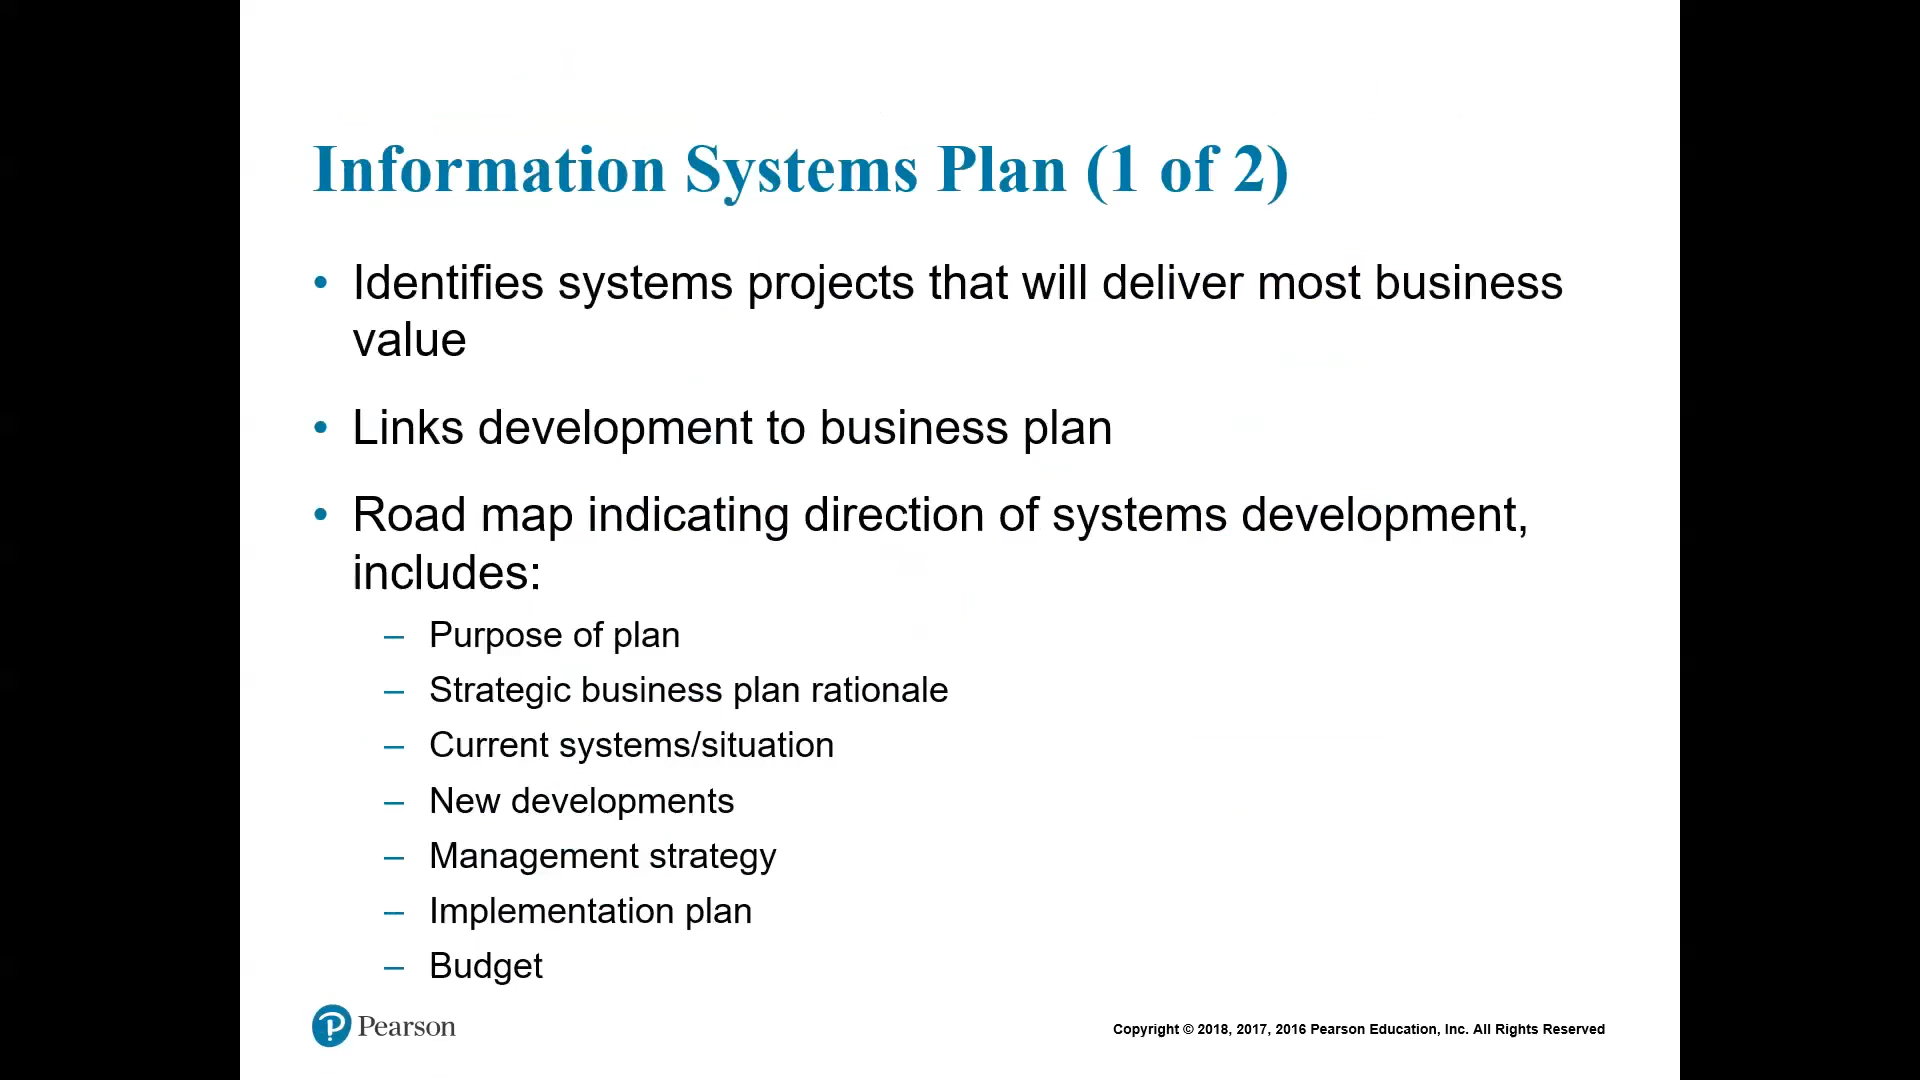 Information Systems Plan (1 of 2)
• Identifies systems projects that will deliver most business
value
• Links development to business plan
• Road map indicating direction of systems development,
includes:
– Purpose of plan
– Strategic business plan rationale
– Current systems/situation
– New developments
– Management strategy
– Implementation plan
– Budget
Pearson
Copyright © 2018, 2017, 2016 Pearson Education, Inc. All Rights Reserved